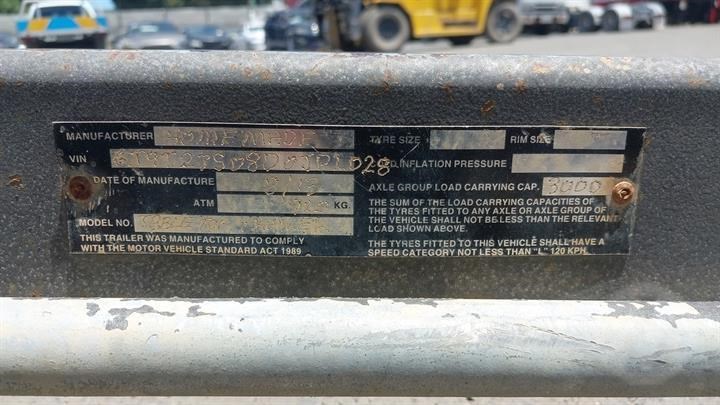 MANUFACTURER HOME MADE
VIN
DATE OF MANUFACTURE
ATM KG.
MODEL NO.
THIS TRAILER WAS MANUFACTURED TO COMPLY
WITH THE MOTOR VEHICLE STANDARD ACT 1989
TYRE SIZE RIM SIZE
INFLATION PRESSURE
AXLE GROUP LOAD CARRYING CAP. 3000
THE SUM OF THE LOAD CARRYING CAPACITIES OF
THE TYRES FITTED TO ANY AXLE OR AXLE GROUP OF
THE VEHICLE SHALL NOT BE LESS THAN THE RELEVANT
LOAD SHOWN ABOVE.
THE TYRES FITTED TO THIS VEHICLE SHALL HAVE A
SPEED CATEGORY NOT LESS THAN "L" 120 KPH.